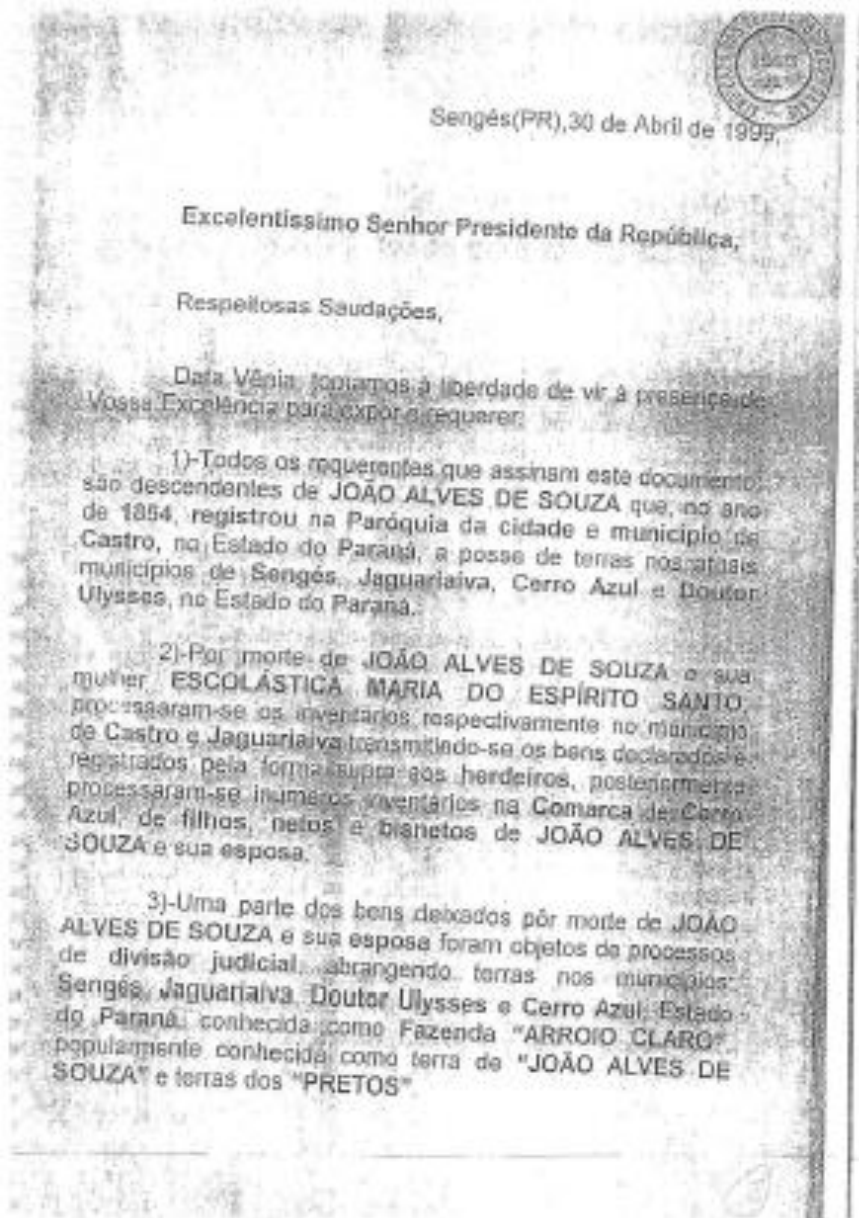 Sengés(PR),30 de Abril de 1999,
Excelentíssimo Senhor Presidente da República,
Respeitosas Saudações,
Data Vênia, tomamos à liberdade de vir à presença de
Vossa Excelência para expor e requerer:
1)-Todos os requerentes que assinam este documento,
são descendentes de JOÃO ALVES DE SOUZA que, no ano
de 1854, registrou na Paróquia da cidade e município de
Castro, no Estado do Paraná, a posse de terras nos atuais
municípios de Sengés, Jaguariaiva, Cerro Azul e Doutor
Ulysses, no Estado do Paraná.
2)-Por morte de JOÃO ALVES DE SOUZA e sua
mulher ESCOLÁSTICA MARIA DO ESPÍRITO SANTO,
processaram-se os inventários respectivamente no município
de Castro e Jaguariaiva transmitindo-se os bens declarados e
registrados pela forma supra aos herdeiros, posteriormente
processaram-se inúmeros inventários na Comarca de Cerro
Azul, de filhos, netos e bisnetos de JOÃO ALVES DE
SOUZA e sua esposa.
3)-Uma parte dos bens deixados pôr morte de JOÃO
ALVES DE SOUZA e sua esposa foram objetos de processos
de divisão judicial, abrangendo terras nos municípios:
Sengés, Jaguariaiva, Doutor Ulysses e Cerro Azul, Estado
do Paraná, conhecida como Fazenda "ARROIO CLARO",
popularmente conhecida como terra de "JOÃO ALVES DE
SOUZA" e terras dos "PRETOS".